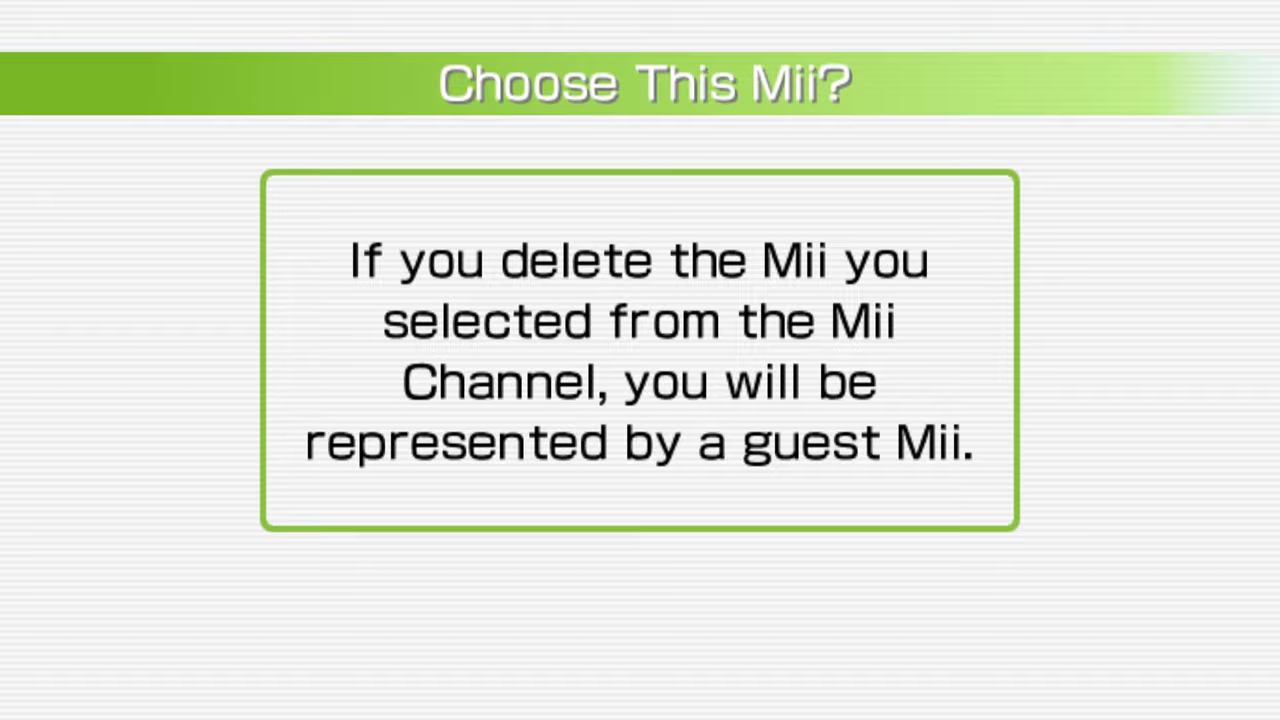 Choose This Mii?
If you delete the Mii you
selected from the Mii
Channel, you will be
represented by a guest Mii.